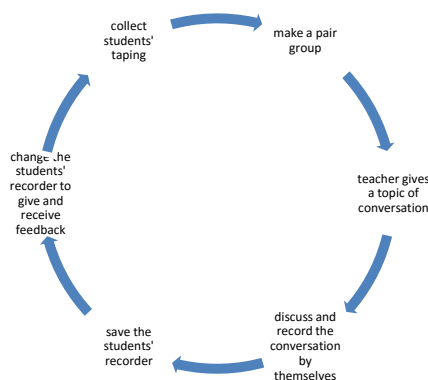 collect
students'
taping
make a pair
group
teacher gives
a topic of
conversation
discuss and
record the
conversation
by
themselves
save the
students'
recorder
change the
students'
recorder to
give and
receive
feedback